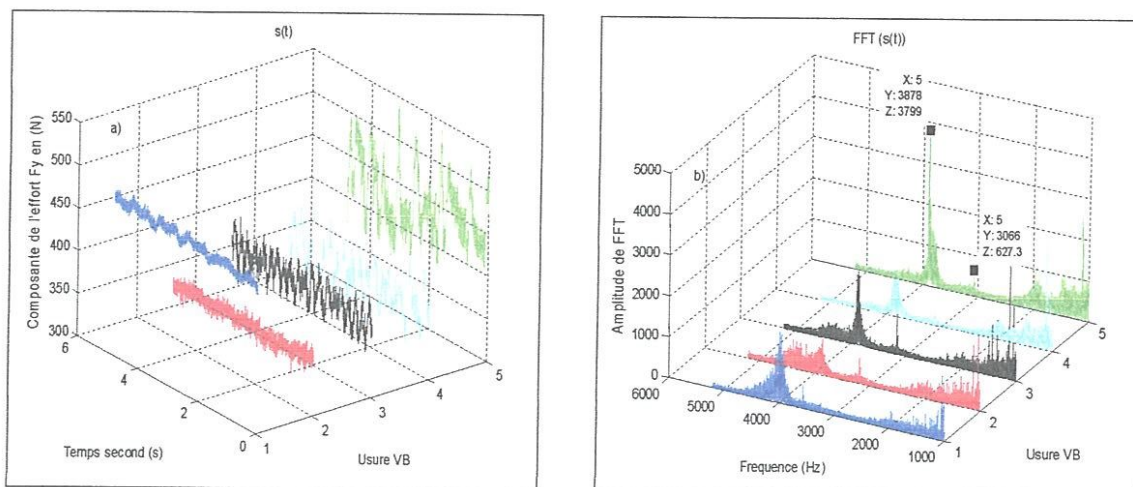 s(t)
a)
550
500
450
400
350
300
Composante de l'effort Fy en (N)
6
4
2
0
Temps second (s)
1
2
3
4
5
Usure VB
FFT (s(t))
X: 5
Y: 3878
Z: 3799
X: 5
Y: 3066
Z: 627.3
b)
5000
4000
3000
2000
1000
0
Amplitude de FFT
6000
5000
4000
3000
2000
1000
Frequence (Hz)
1
2
3
4
5
Usure VB